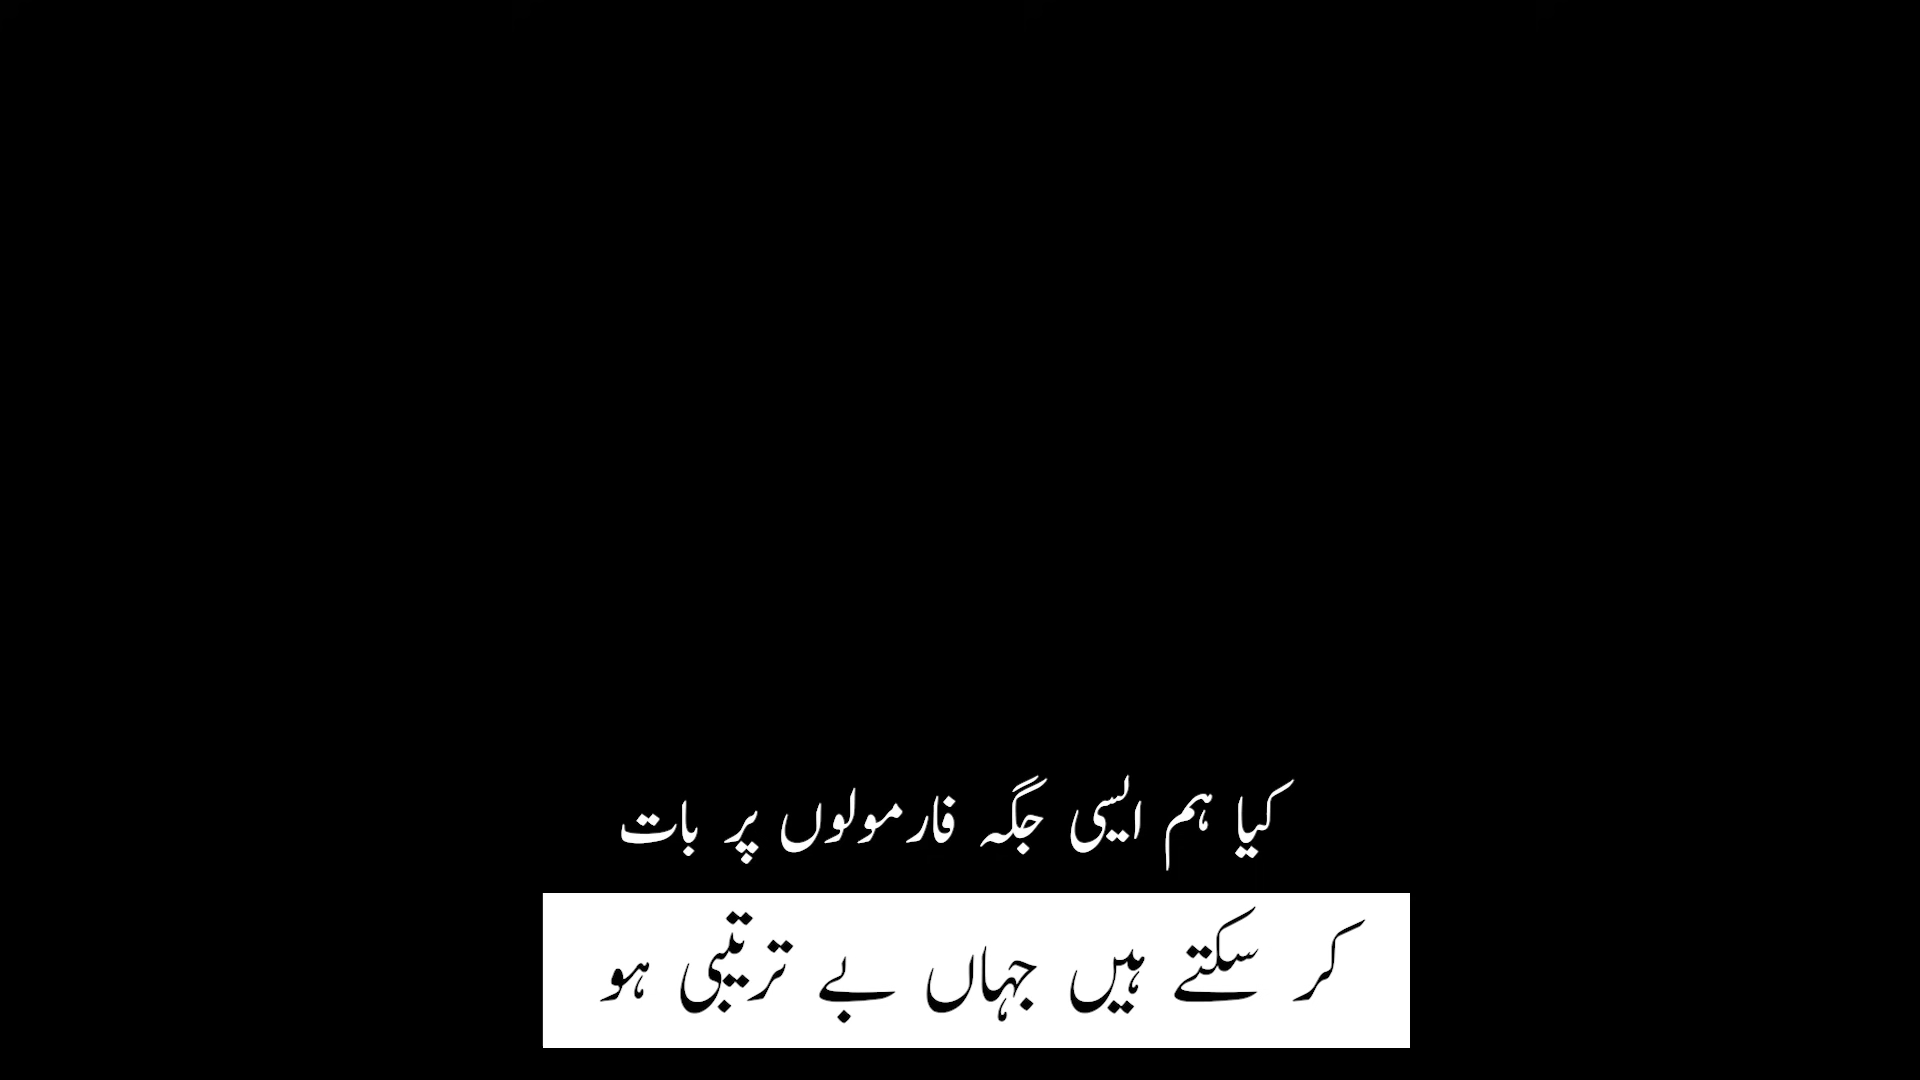 کیا ہم ایسی جگہ فارمولوں پر بات
کر سکتے ہیں جہاں بے ترتیبی ہو